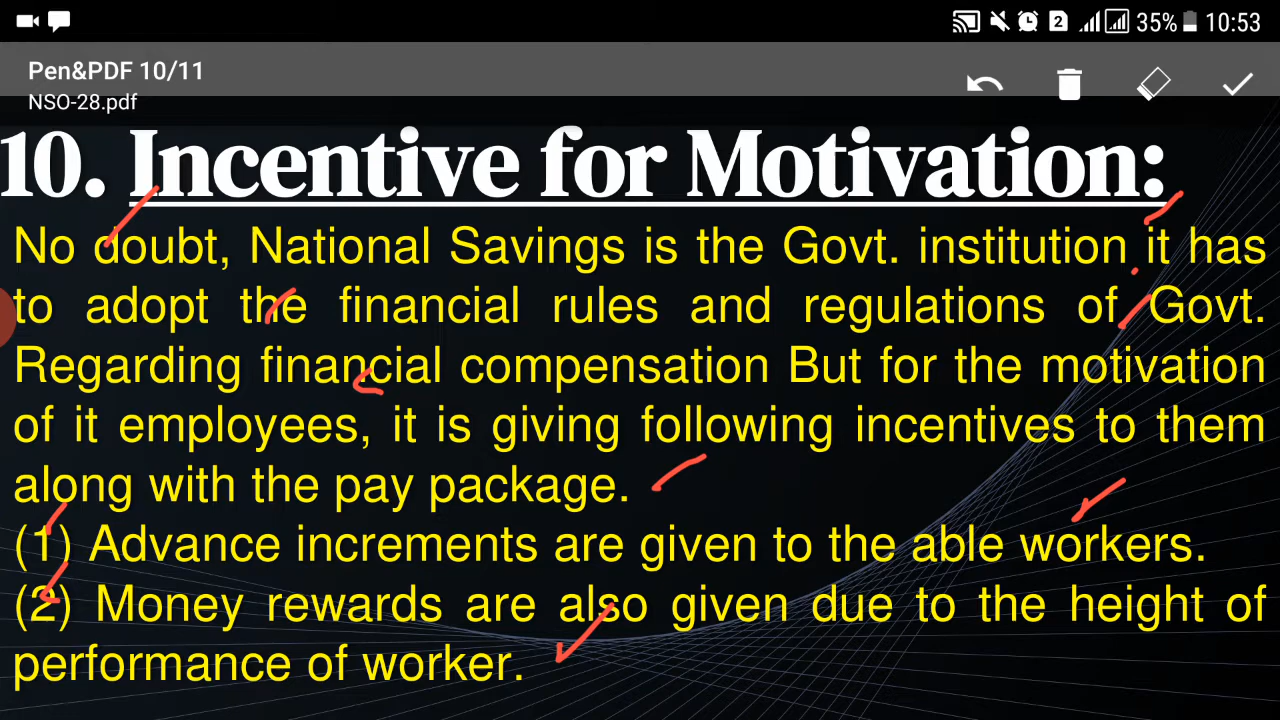 2 35% 10:53
Pen&PDF 10/11
NSO-28.pdf
10. Incentive for Motivation:
No doubt, National Savings is the Govt. institution it has
to adopt the financial rules and regulations of Govt.
Regarding financial compensation But for the motivation
of it employees, it is giving following incentives to them
along with the pay package.
(1) Advance increments are given to the able workers.
(2) Money rewards are also given due to the height of
performance of worker.